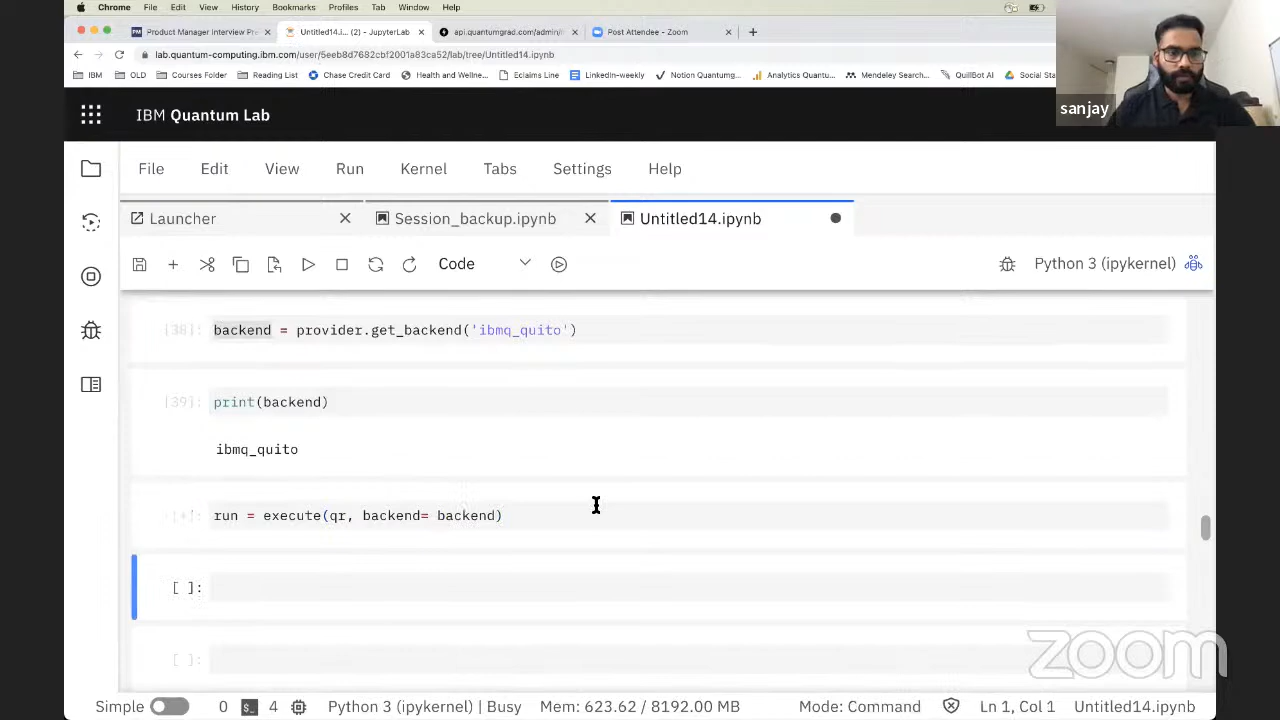 Chrome File Edit View History Bookmarks Profiles Tab Window Help
Product Manager Interview Pre Untitled14.i... (2) - JupyterLab api.quantumgrad.com/admin/i Post Attendee - Zoom
lab.quantum-computing.ibm.com/user/5eeb8d7682cbf2001a83ca52/lab/tree/Untitled14.ipynb
IBM OLD Courses Folder Reading List Chase Credit Card Health and Wellne... Eclaims Line LinkedIn-weekly Notion Quantumg... Analytics Quantu... Mendeley Search... QuillBot AI Social Sta
sanjay
IBM Quantum Lab
File Edit View Run Kernel Tabs Settings Help
Launcher Session_backup.ipynb Untitled14.ipynb
Code Python 3 (ipykernel)
[38]: backend = provider.get_backend('ibmq_quito')
[39]: print(backend)
ibmq_quito
[*]: run = execute(qr, backend= backend)
[ ]:
[ ]:
zoom
Simple 0 $_ 4 Python 3 (ipykernel) | Busy Mem: 623.62 / 8192.00 MB Mode: Command Ln 1, Col 1 Untitled14.ipynb